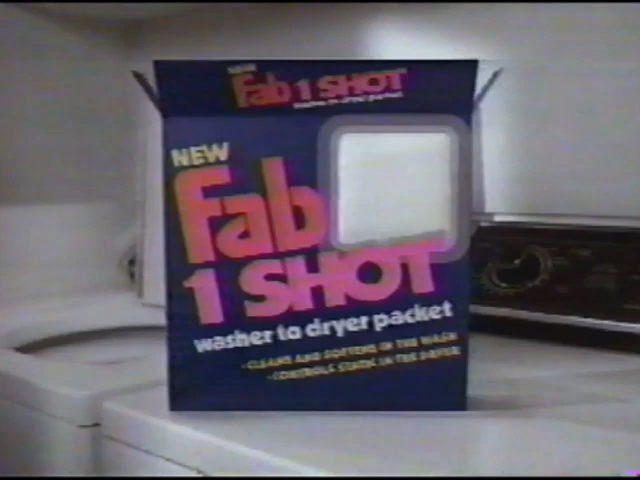 NEW
Fab 1 SHOT
washer to dryer packet
NEW
Fab
1 SHOT
washer to dryer packet
-CLEANS AND SOFTENS IN THE WASH
-CONTROLS STATIC IN THE DRYER